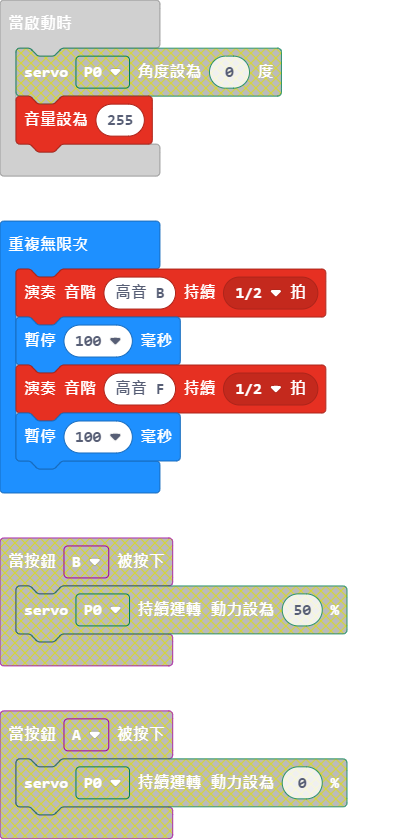 當啟動時
servo P0 角度設為 0 度
音量設為 255
重複無限次
演奏 音階 高音 B 持續 1/2 拍
暫停 100 毫秒
演奏 音階 高音 F 持續 1/2 拍
暫停 100 毫秒
當按鈕 B 被按下
servo P0 持續運轉 動力設為 50 %
當按鈕 A 被按下
servo P0 持續運轉 動力設為 0 %